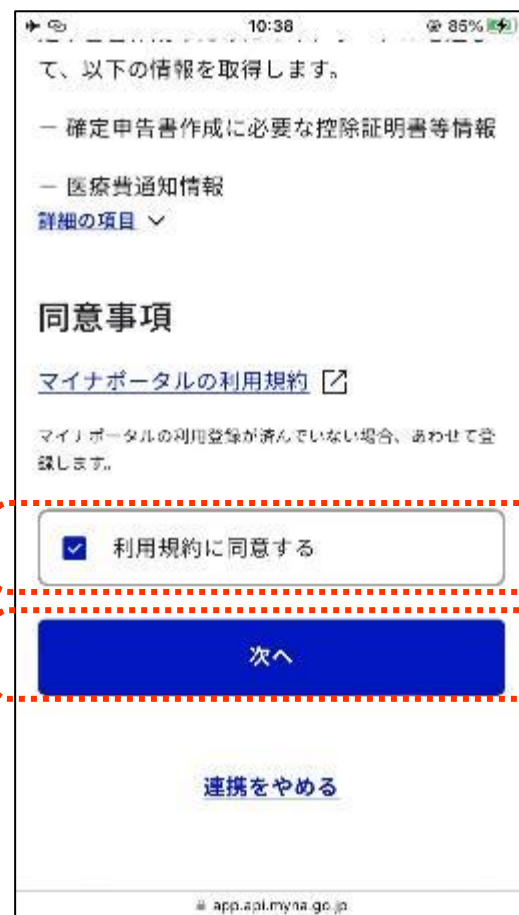 10:38
85%
て、以下の情報を取得します。
－ 確定申告書作成に必要な控除証明書等情報
－ 医療費通知情報
詳細の項目
同意事項
マイナポータルの利用規約
マイナポータルの利用登録が済んでいない場合、あわせて登
録します。
利用規約に同意する
次へ
連携をやめる
app.api.myna.go.jp